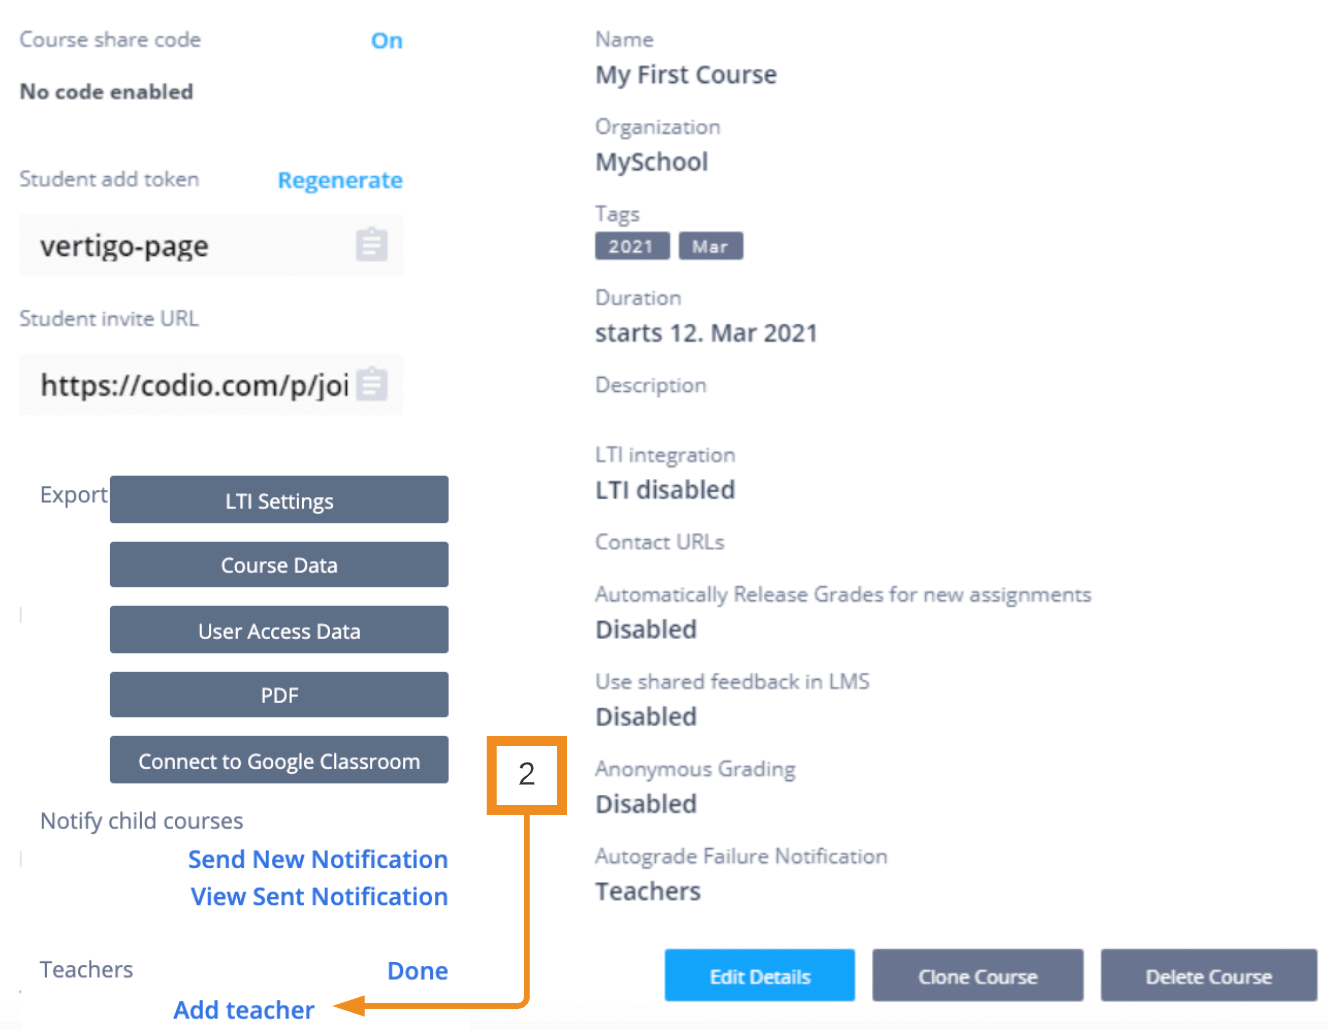 Course share code On
No code enabled
Student add token Regenerate
vertigo-page
Student invite URL
https://codio.com/p/joi
Export LTI Settings
Course Data
User Access Data
PDF
Connect to Google Classroom
Notify child courses
Send New Notification
View Sent Notification
Teachers Done
Add teacher
2
Name
My First Course
Organization
MySchool
Tags
2021 Mar
Duration
starts 12. Mar 2021
Description
LTI integration
LTI disabled
Contact URLs
Automatically Release Grades for new assignments
Disabled
Use shared feedback in LMS
Disabled
Anonymous Grading
Disabled
Autograde Failure Notification
Teachers
Edit Details Clone Course Delete Course